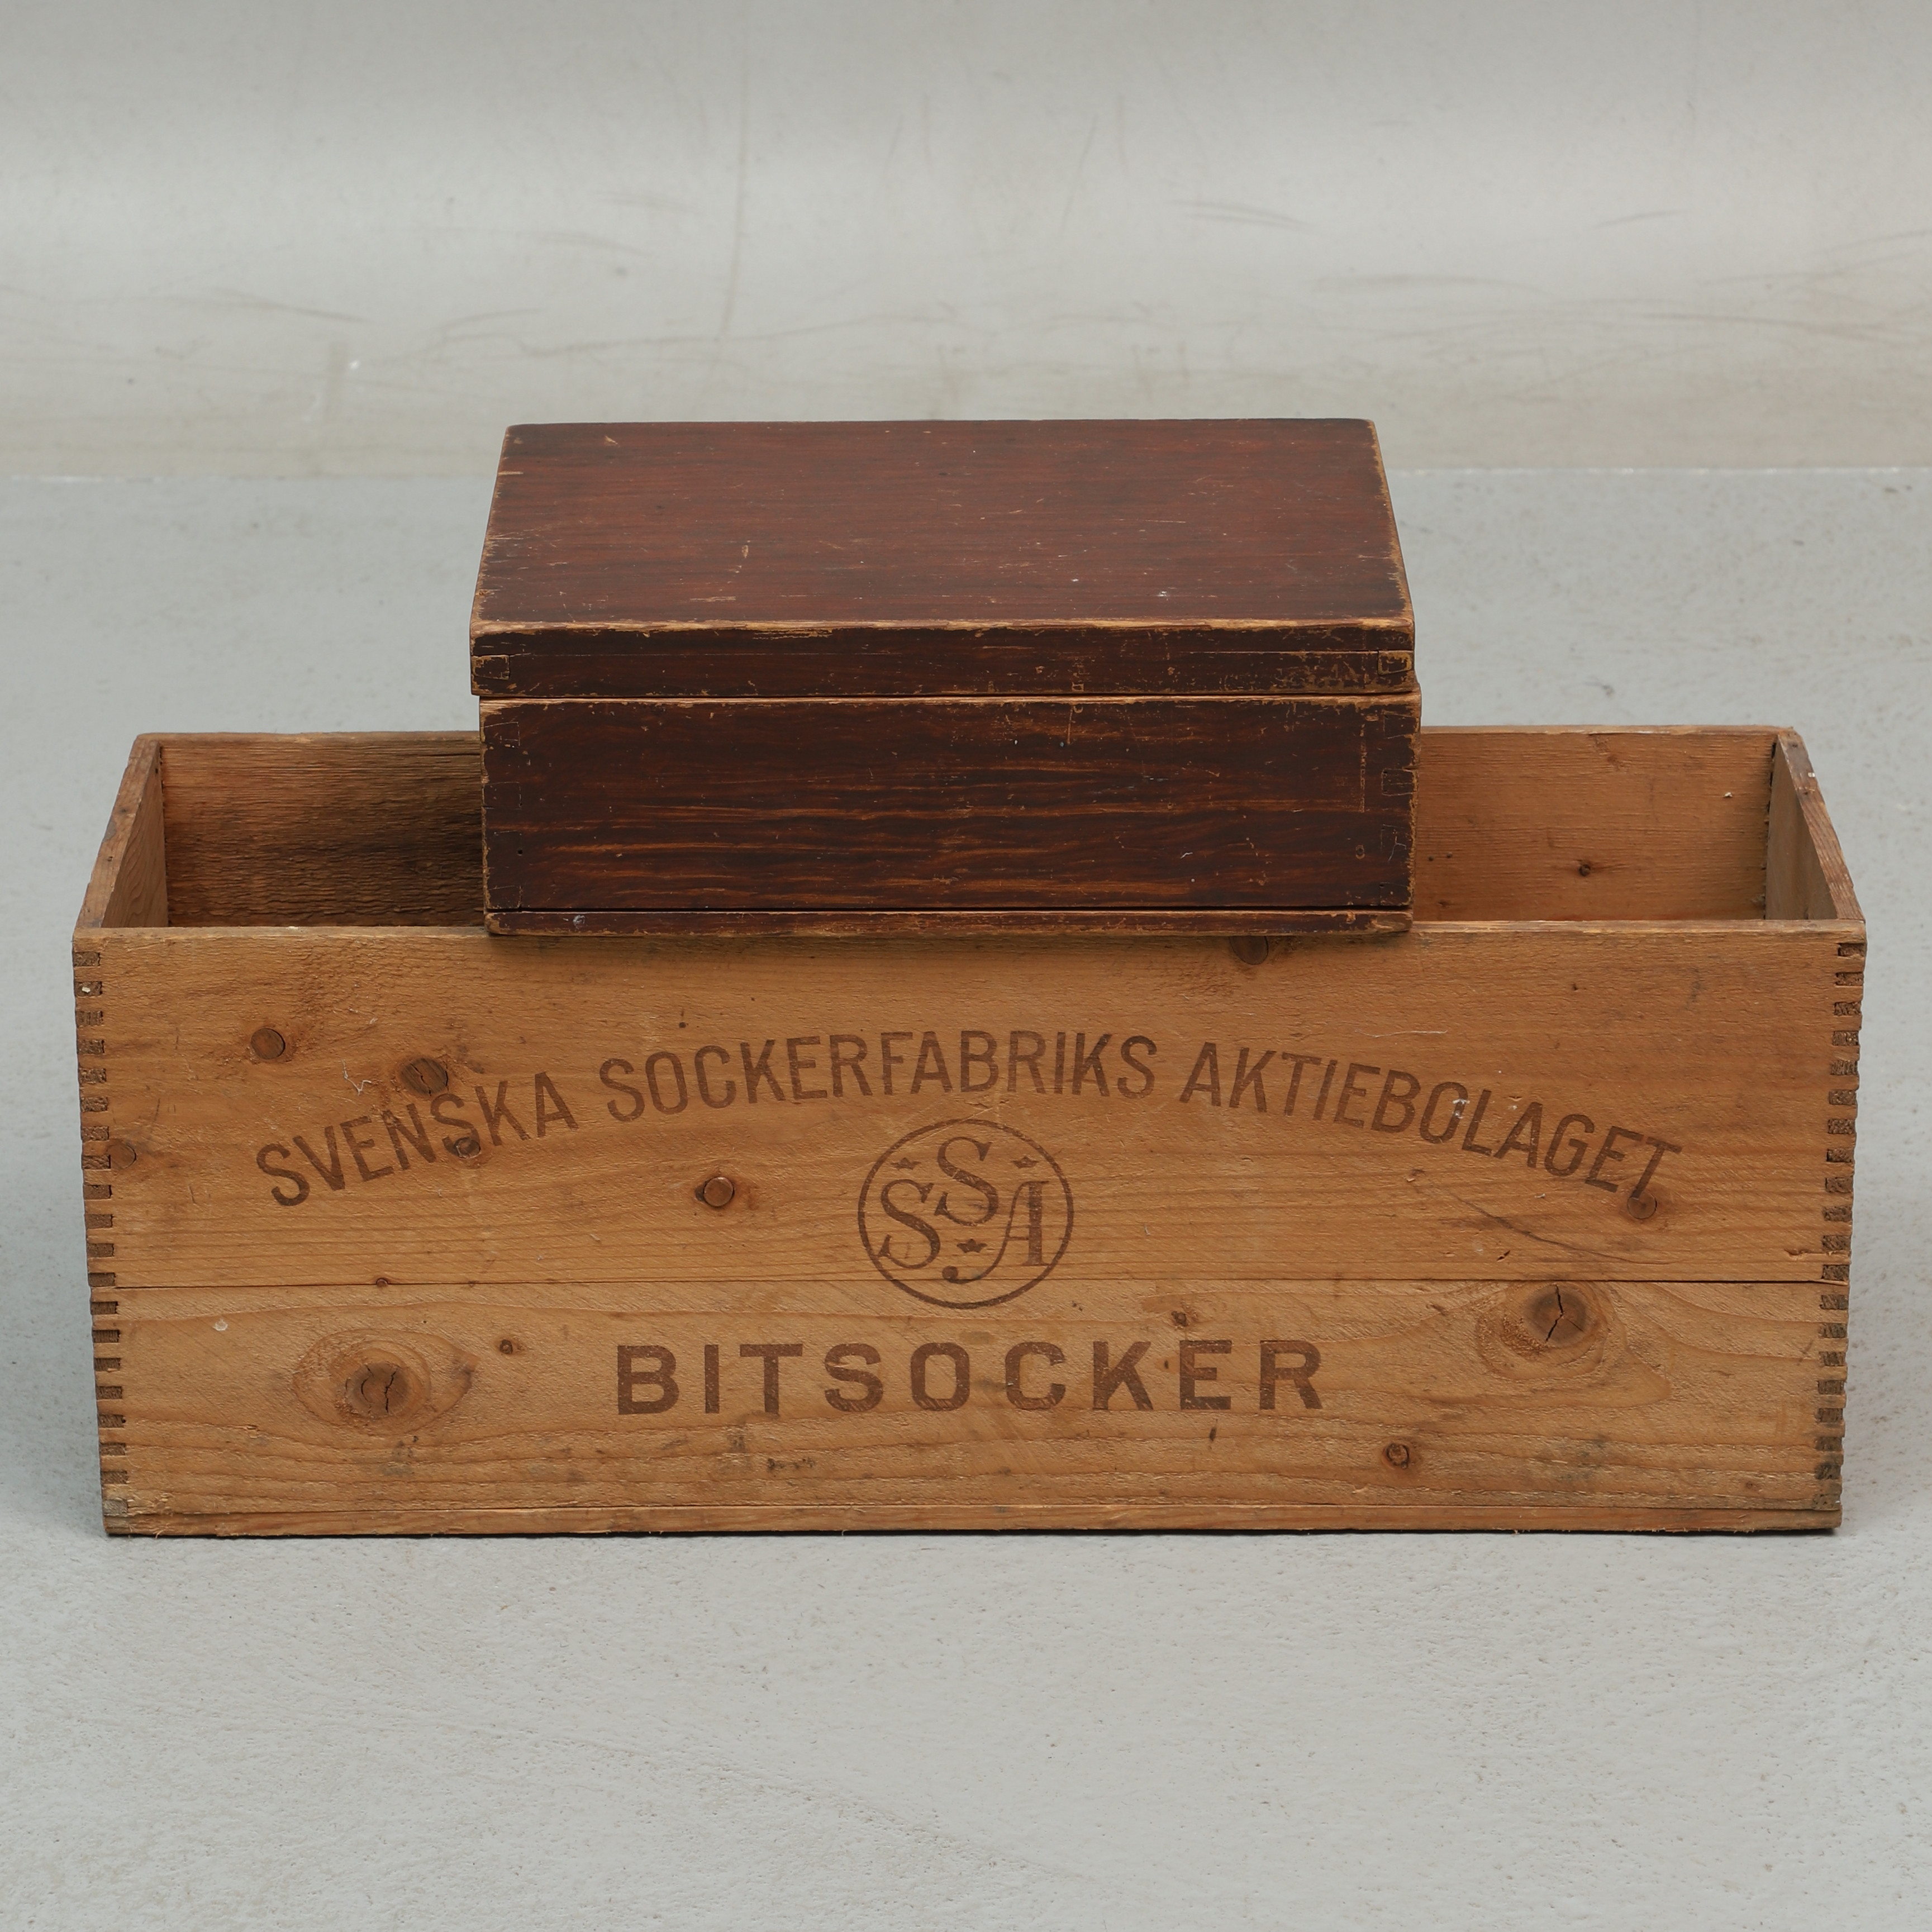 SVENSKA SOCKERFABRIKS AKTIEBOLAGET
SSA
BITSOCKER